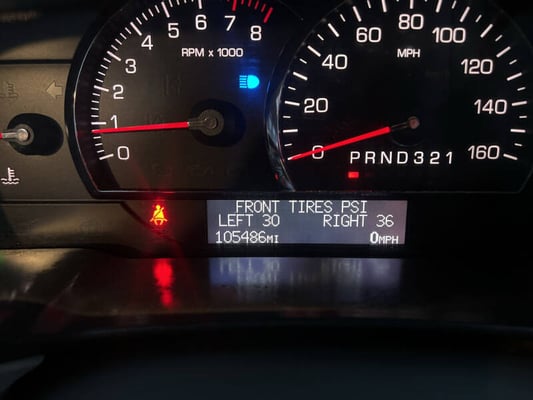 0 1 2 3 4 5 6 7 8
RPM x 1000
0 20 40 60 80 100 120 140 160
MPH
PRND321
FRONT TIRES PSI
LEFT 30 RIGHT 36
105486MI 0MPH